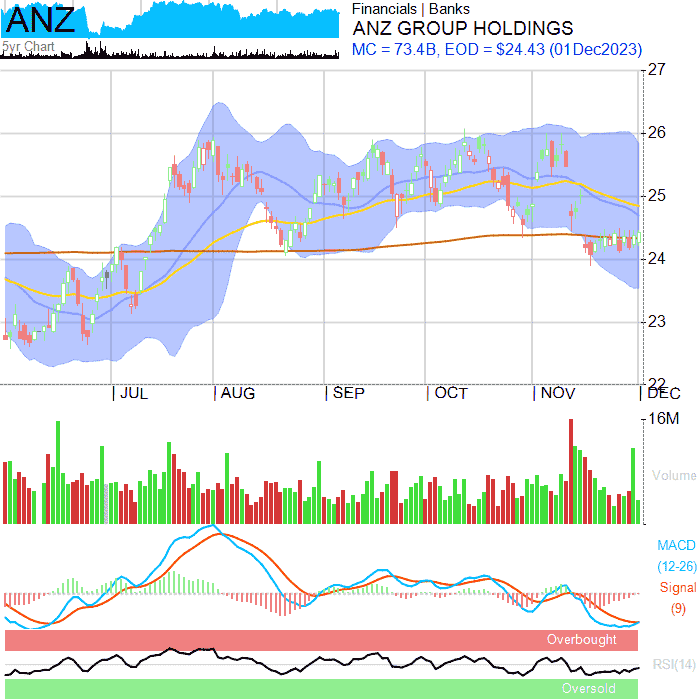 ANZ
5yr Chart
Financials | Banks
ANZ GROUP HOLDINGS
MC = 73.4B, EOD = $24.43 (01Dec2023)
27
26
25
24
23
22
JUL
AUG
SEP
OCT
NOV
DEC
16M
Volume
MACD
(12-26)
Signal
(9)
Overbought
RSI(14)
Oversold